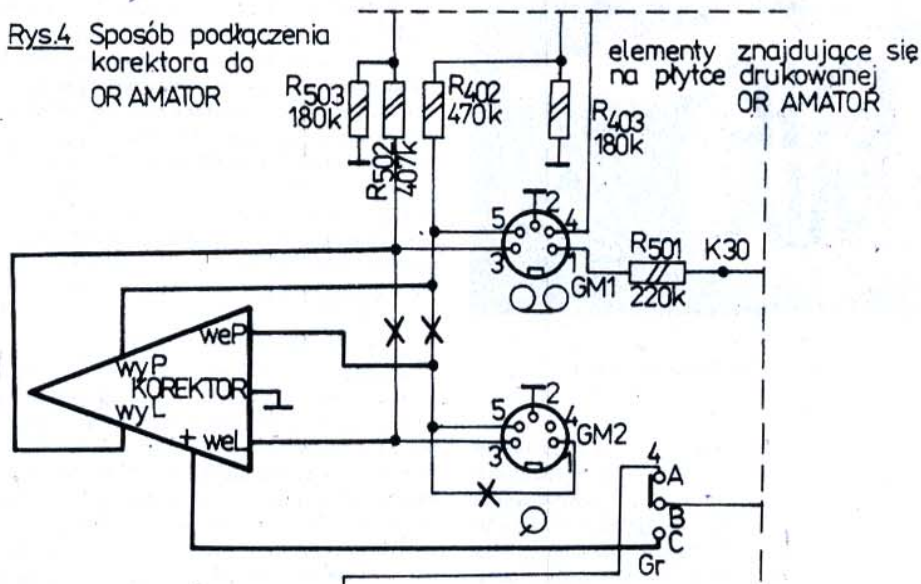 Rys.4 Sposób podłączenia
korektora do
OR AMATOR
elementy znajdujące się
na płytce drukowanej
OR AMATOR
R503
180k
R502
407k
R402
470k
R403
180k
5
2
4
3
1
GM1
R501
220k
K30
weP
wyP
KOREKTOR
wyL
+
weL
5
2
4
3
1
GM2
4
A
B
C
Gr